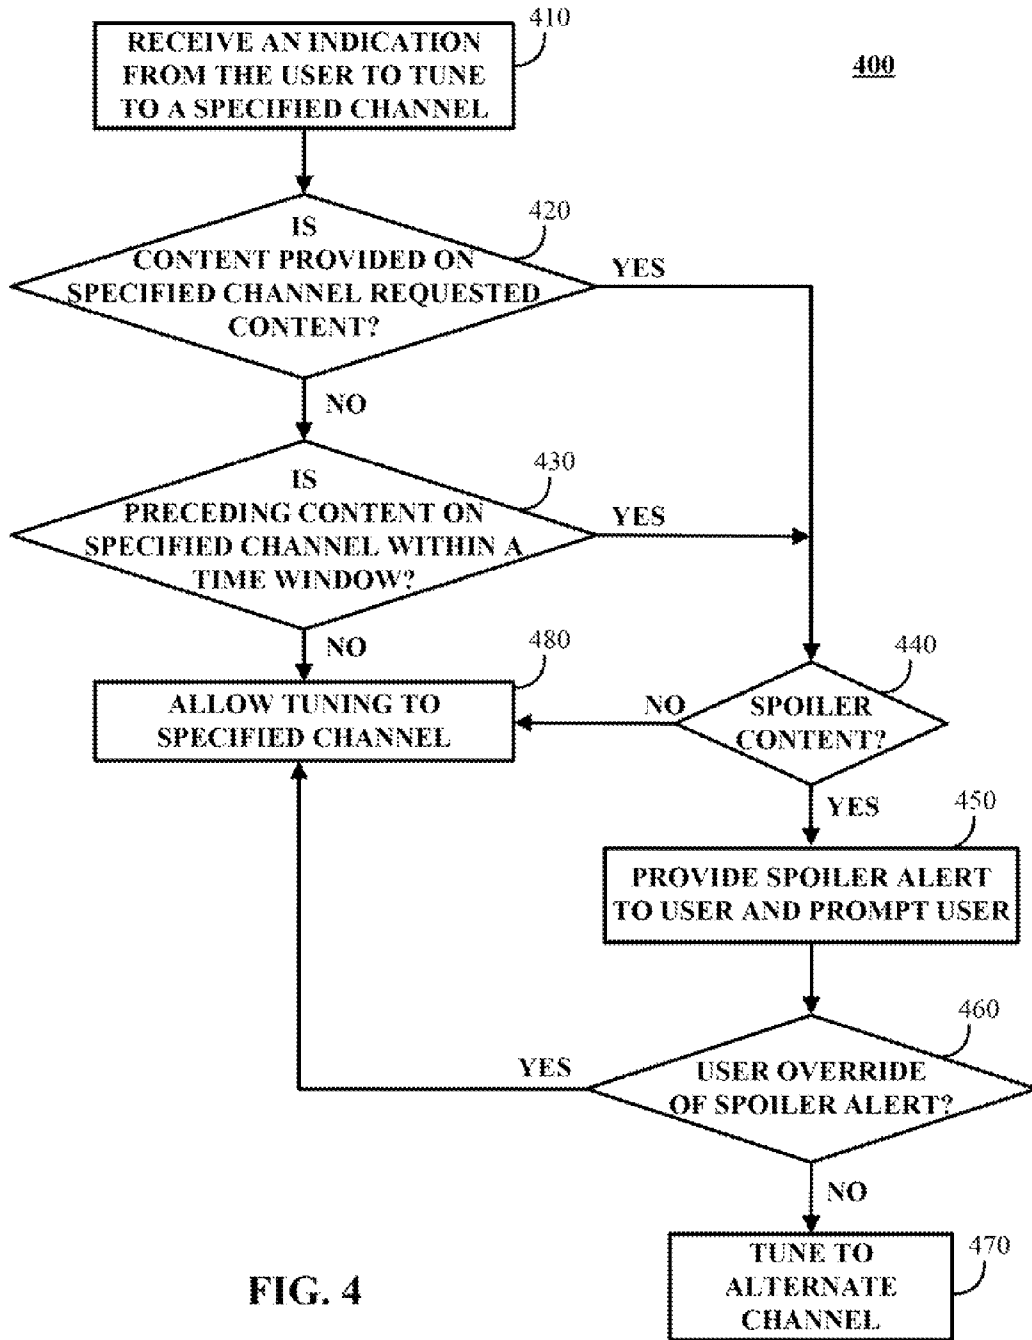 410
RECEIVE AN INDICATION
FROM THE USER TO TUNE
TO A SPECIFIED CHANNEL
400
420
IS
CONTENT PROVIDED ON
SPECIFIED CHANNEL REQUESTED
CONTENT?
YES
NO
430
IS
PRECEDING CONTENT ON
SPECIFIED CHANNEL WITHIN A
TIME WINDOW?
YES
NO
480
ALLOW TUNING TO
SPECIFIED CHANNEL
440
NO
SPOILER
CONTENT?
YES
450
PROVIDE SPOILER ALERT
TO USER AND PROMPT USER
460
YES
USER OVERRIDE
OF SPOILER ALERT?
NO
470
TUNE TO
ALTERNATE
CHANNEL
FIG. 4